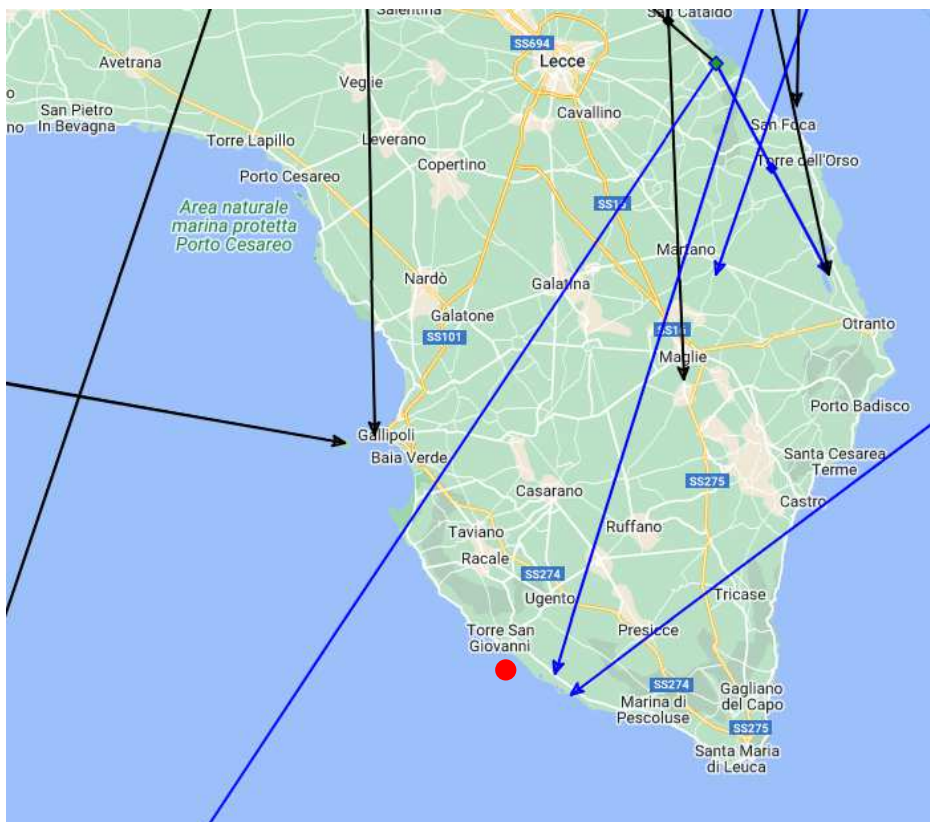 Salentina
San Cataldo
SS694
Avetrana
Lecce
Veglie
o
San Pietro
In Bevagna
no
Cavallino
San Foca
Torre Lapillo
Leverano
Torre dell'Orso
Copertino
Porto Cesareo
SS16
Area naturale
marina protetta
Porto Cesareo
Martano
Nardò
Galatina
Galatone
Otranto
SS101
SS16
Maglie
Porto Badisco
Gallipoli
Baia Verde
Santa Cesarea
Terme
SS275
Casarano
Castro
Taviano
Ruffano
Racale
SS274
Ugento
Tricase
Torre San
Giovanni
Presicce
SS274
Gagliano
del Capo
Marina di
Pescoluse
SS275
Santa Maria
di Leuca